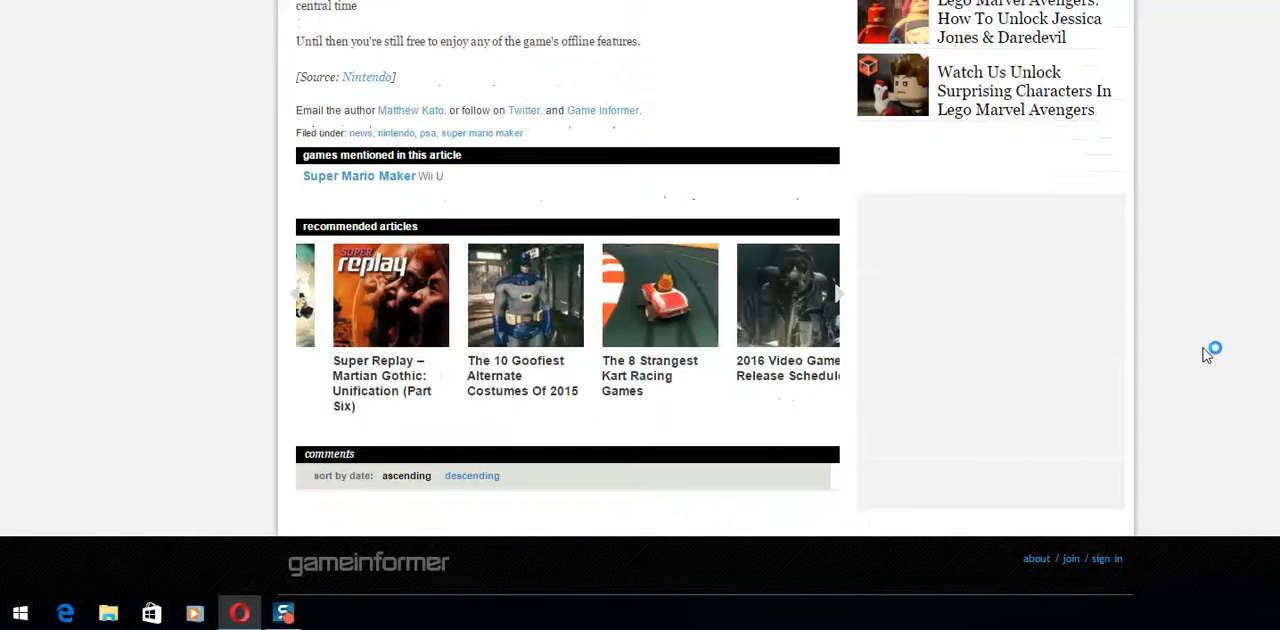 central time
Until then you're still free to enjoy any of the game's offline features.
[Source: Nintendo]
Email the author Matthew Kato. or follow on Twitter. and Game Informer.
Filed under: news, nintendo, psa, super mario maker
games mentioned in this article
Super Mario Maker Wii U
recommended articles
SUPER
replay
Super Replay –
Martian Gothic:
Unification (Part
Six)
The 10 Goofiest
Alternate
Costumes Of 2015
The 8 Strangest
Kart Racing
Games
2016 Video Game
Release Schedul
comments
sort by date: ascending descending
Lego Marvel Avengers:
How To Unlock Jessica
Jones & Daredevil
Watch Us Unlock
Surprising Characters In
Lego Marvel Avengers
gameinformer
about / join / sign in